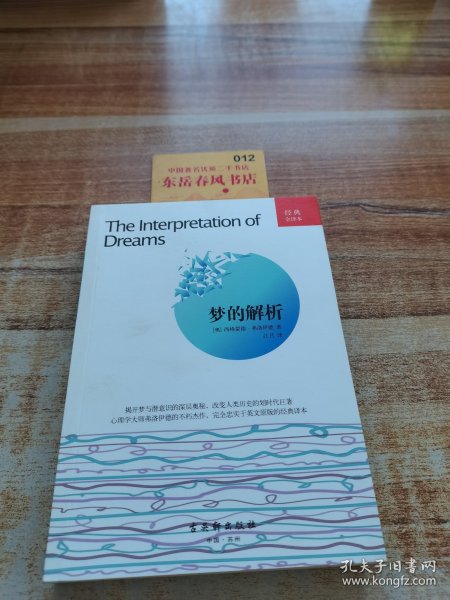 012
中国著名优质二手书店
东岳春风书店
The Interpretation of
Dreams
经典
全译本
梦的解析
[奥] 西格蒙德·弗洛伊德 著
译
揭开梦与潜意识的深层奥秘、改变人类历史的划时代巨著
心理学大师弗洛伊德的不朽杰作、完全忠实于英文原版的经典译本
古吴轩出版社
中国·苏州
孔夫子旧书网
www.kongfz.com